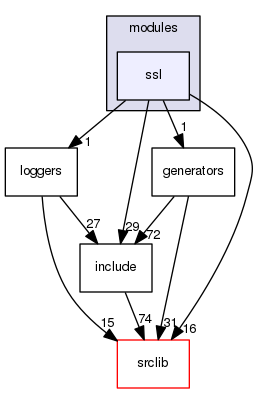 modules
ssl
1
1
loggers
generators
27
29
72
include
74
15
31
16
srclib